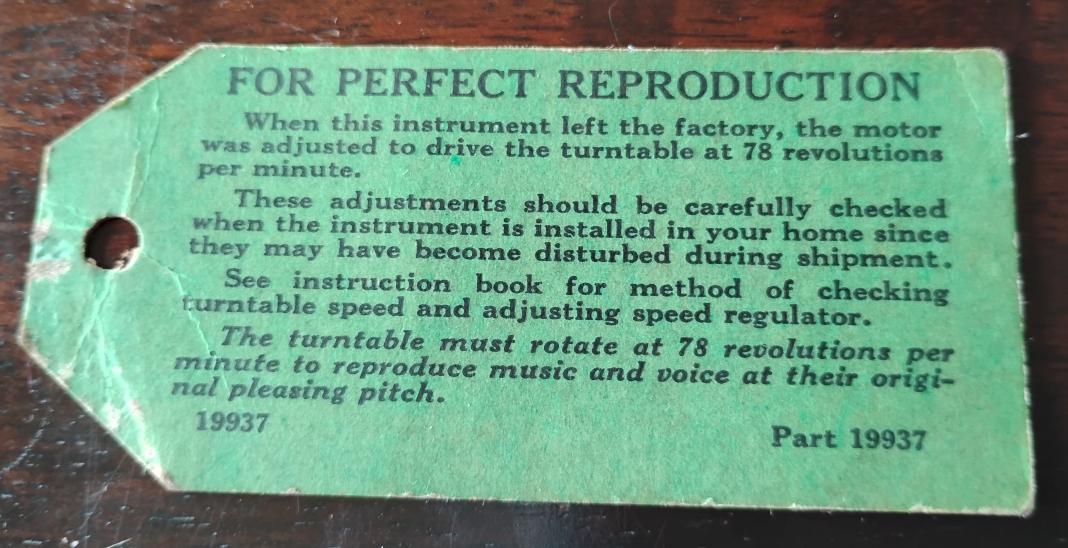 FOR PERFECT REPRODUCTION
When this instrument left the factory, the motor
was adjusted to drive the turntable at 78 revolutions
per minute.
These adjustments should be carefully checked
when the instrument is installed in your home since
they may have become disturbed during shipment.
See instruction book for method of checking
turntable speed and adjusting speed regulator.
The turntable must rotate at 78 revolutions per
minute to reproduce music and voice at their origi-
nal pleasing pitch.
19937
Part 19937